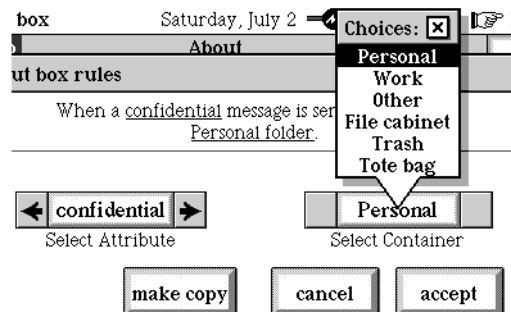 box Saturday, July 2
Choices:
About
Personal
Work
Other
File cabinet
Trash
Tote bag
ut box rules
When a confidential message is sen
Personal folder.
confidential
Personal
Select Attribute
Select Container
make copy
cancel
accept